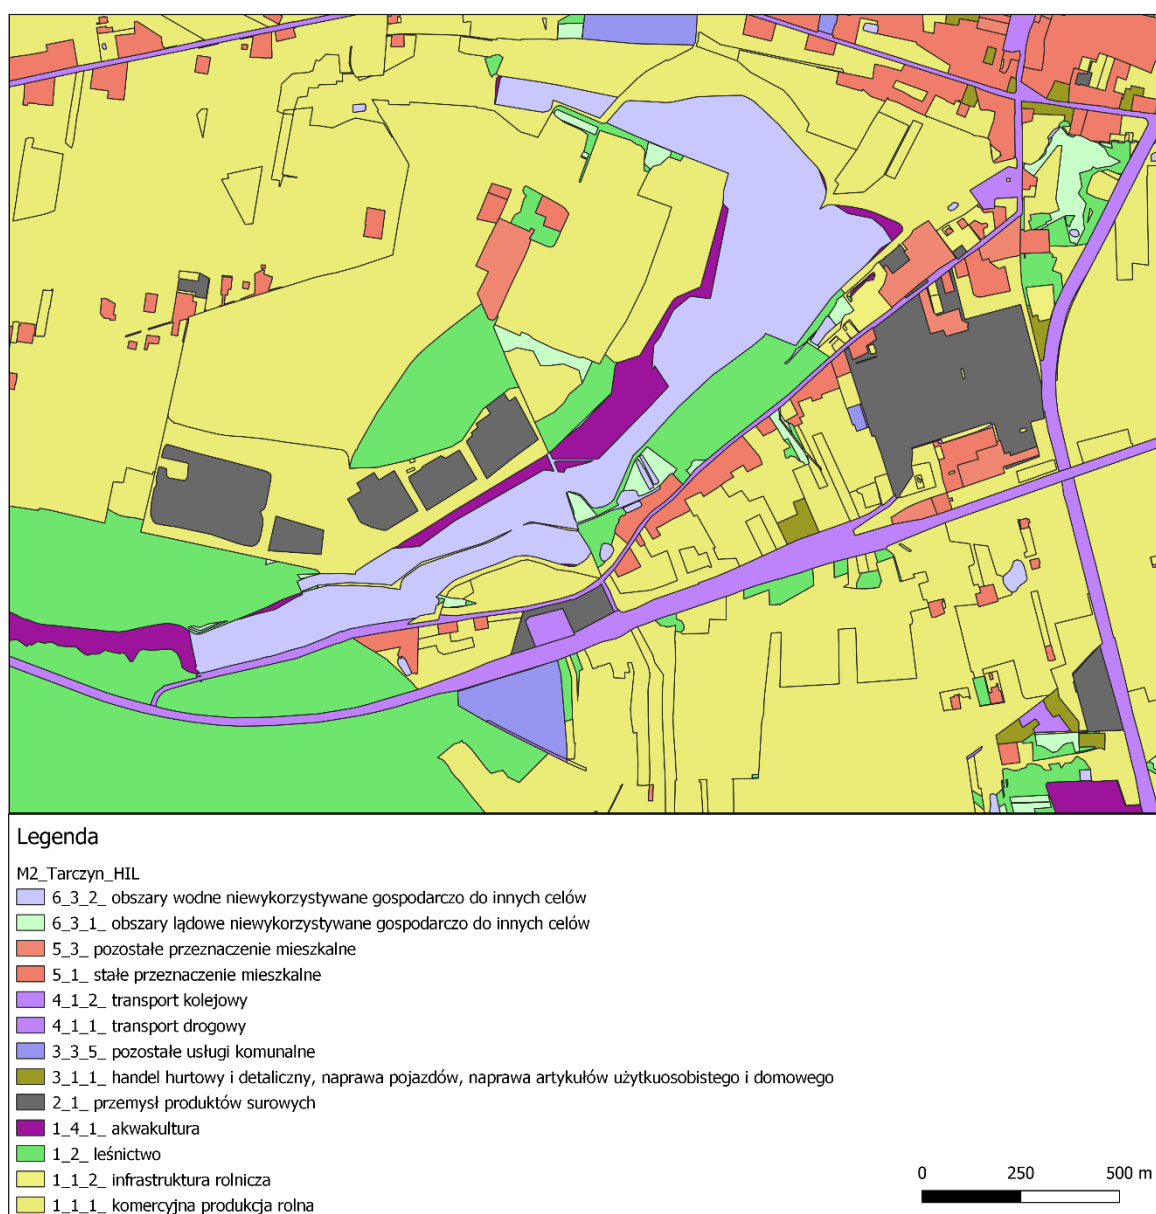 Legenda
M2_Tarczyn_HIL
6_3_2_ obszary wodne niewykorzystywane gospodarczo do innych celów
6_3_1_ obszary lądowe niewykorzystywane gospodarczo do innych celów
5_3_ pozostałe przeznaczenie mieszkalne
5_1_ stałe przeznaczenie mieszkalne
4_1_2_ transport kolejowy
4_1_1_ transport drogowy
3_3_5_ pozostałe usługi komunalne
3_1_1_ handel hurtowy i detaliczny, naprawa pojazdów, naprawa artykułów użytkuosobistego i domowego
2_1_ przemysł produktów surowych
1_4_1_ akwakultura
1_2_ leśnictwo
1_1_2_ infrastruktura rolnicza
1_1_1_ komercyjna produkcja rolna
0 250 500 m